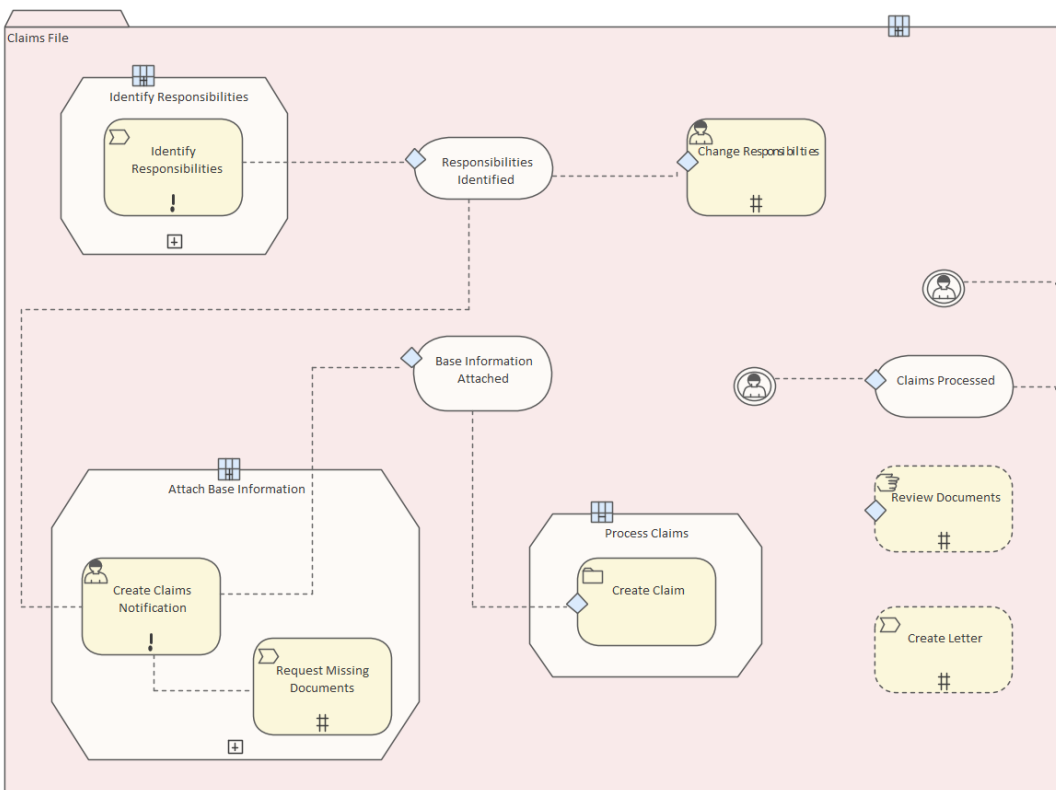 Claims File
Identify Responsibilities
Identify
Responsibilities
Responsibilities
Identified
Change Responsibilties
Base Information
Attached
Claims Processed
Attach Base Information
Review Documents
Process Claims
Create Claims
Notification
Create Claim
Create Letter
Request Missing
Documents